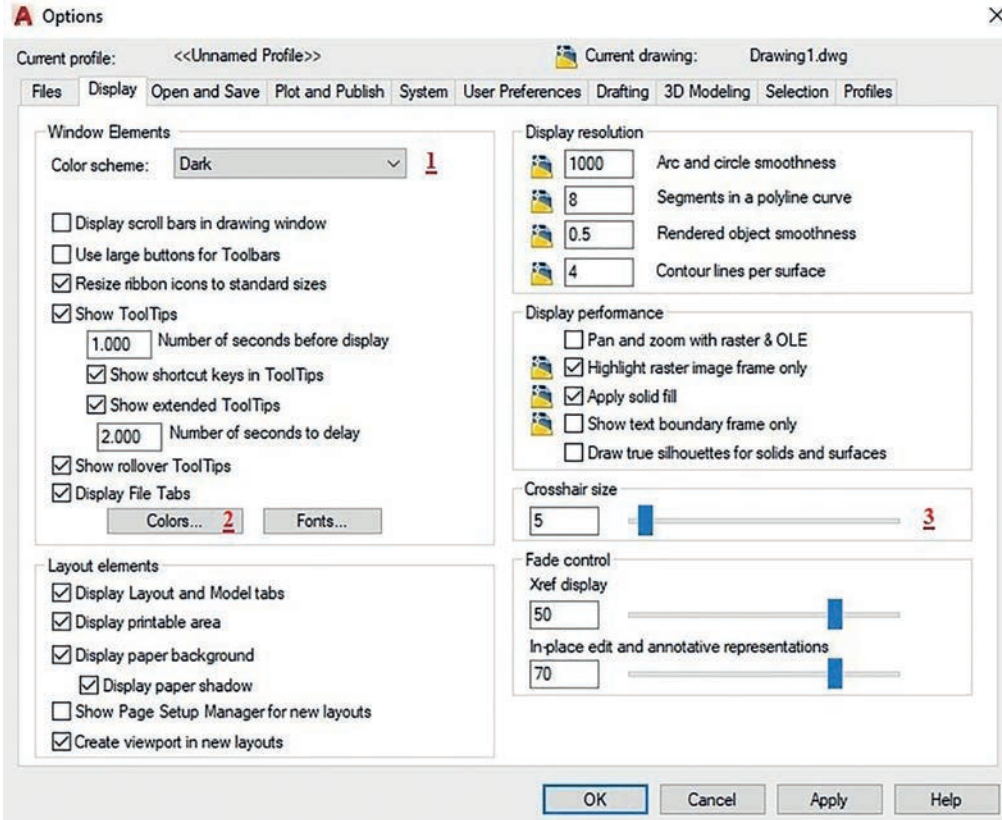 A Options
Current profile: <<Unnamed Profile>> Current drawing: Drawing1.dwg
Files Display Open and Save Plot and Publish System User Preferences Drafting 3D Modeling Selection Profiles
Window Elements
Color scheme: Dark 1
Display scroll bars in drawing window
Use large buttons for Toolbars
Resize ribbon icons to standard sizes
Show ToolTips
1.000 Number of seconds before display
Show shortcut keys in ToolTips
Show extended ToolTips
2.000 Number of seconds to delay
Show rollover ToolTips
Display File Tabs
Colors... 2 Fonts...
Layout elements
Display Layout and Model tabs
Display printable area
Display paper background
Display paper shadow
Show Page Setup Manager for new layouts
Create viewport in new layouts
Display resolution
1000 Arc and circle smoothness
8 Segments in a polyline curve
0.5 Rendered object smoothness
4 Contour lines per surface
Display performance
Pan and zoom with raster & OLE
Highlight raster image frame only
Apply solid fill
Show text boundary frame only
Draw true silhouettes for solids and surfaces
Crosshair size
5 3
Fade control
Xref display
50
In-place edit and annotative representations
70
OK Cancel Apply Help